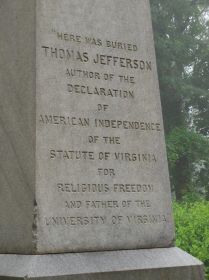 "HERE WAS BURIED
THOMAS JEFFERSON
AUTHOR OF THE
DECLARATION
OF
AMERICAN INDEPENDENCE
OF THE
STATUTE OF VIRGINIA
FOR
RELIGIOUS FREEDOM
AND FATHER OF THE
UNIVERSITY OF VIRGINIA